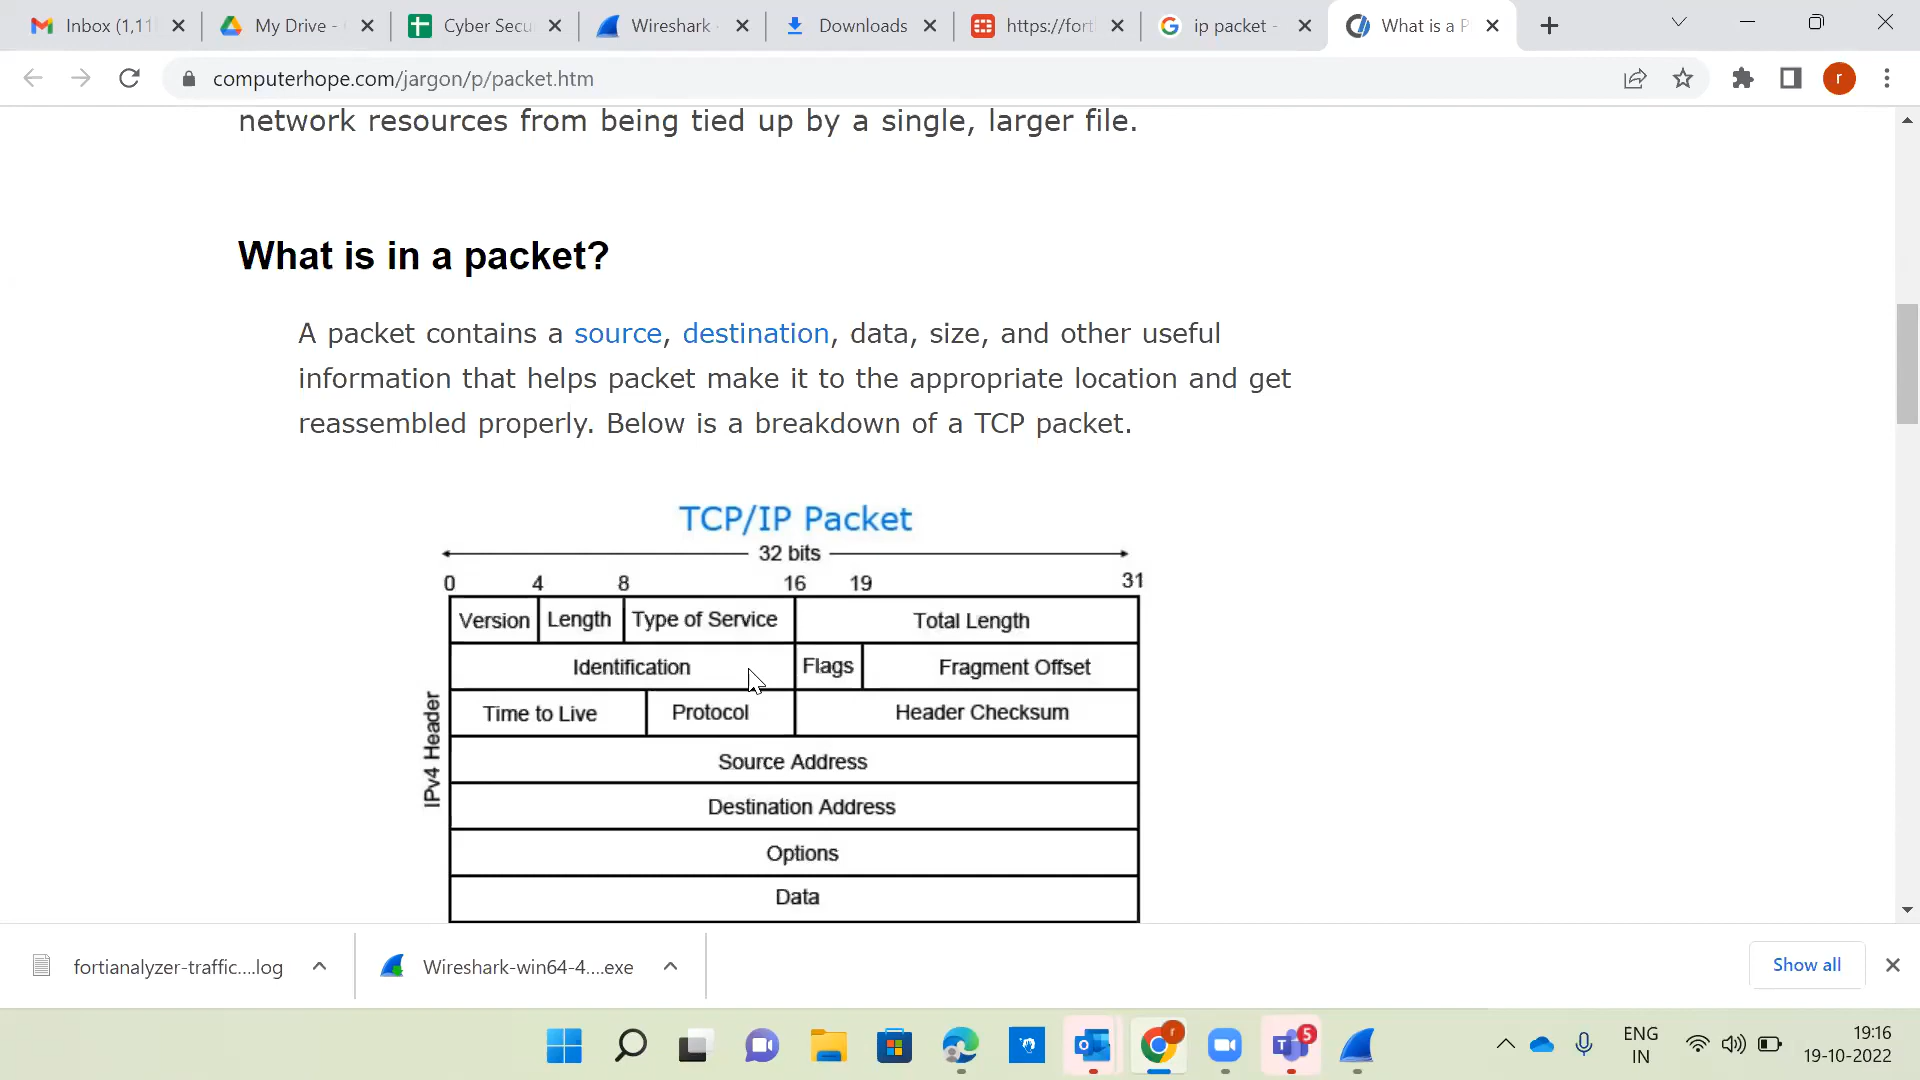 Inbox (1,11
My Drive -
Cyber Secu
Wireshark
Downloads
https://fort
ip packet -
What is a P
computerhope.com/jargon/p/packet.htm
r
network resources from being tied up by a single, larger file.
What is in a packet?
A packet contains a source, destination, data, size, and other useful
information that helps packet make it to the appropriate location and get
reassembled properly. Below is a breakdown of a TCP packet.
TCP/IP Packet
32 bits
0 4 8 16 19 31
Version Length Type of Service Total Length
Identification Flags Fragment Offset
Time to Live Protocol Header Checksum
Source Address
Destination Address
Options
Data
IPv4 Header
fortianalyzer-traffic....log
Wireshark-win64-4....exe
Show all
5
ENG
IN
19:16
19-10-2022